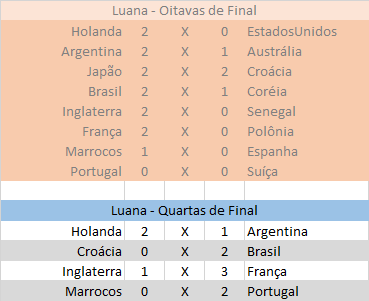 Luana - Oitavas de Final
Holanda 2 X 0 EstadosUnidos
Argentina 2 X 1 Austrália
Japão 2 X 2 Croácia
Brasil 2 X 1 Coréia
Inglaterra 2 X 0 Senegal
França 2 X 0 Polônia
Marrocos 1 X 0 Espanha
Portugal 0 X 0 Suíça
Luana - Quartas de Final
Holanda 2 X 1 Argentina
Croácia 0 X 2 Brasil
Inglaterra 1 X 3 França
Marrocos 0 X 2 Portugal